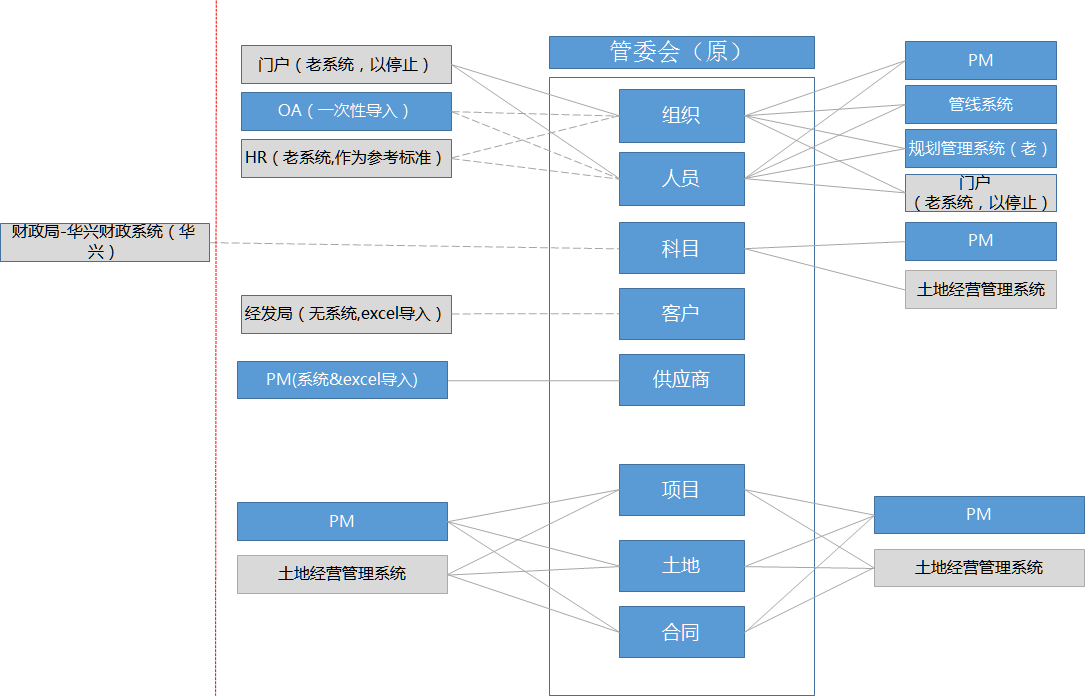 管委会（原）
门户（老系统，以停止）
OA（一次性导入）
HR（老系统,作为参考标准）
财政局-华兴财政系统（华
兴）
经发局（无系统,excel导入）
PM(系统&excel导入)
PM
土地经营管理系统
组织
人员
科目
客户
供应商
项目
土地
合同
PM
管线系统
规划管理系统（老）
门户
（老系统，以停止）
PM
土地经营管理系统
PM
土地经营管理系统